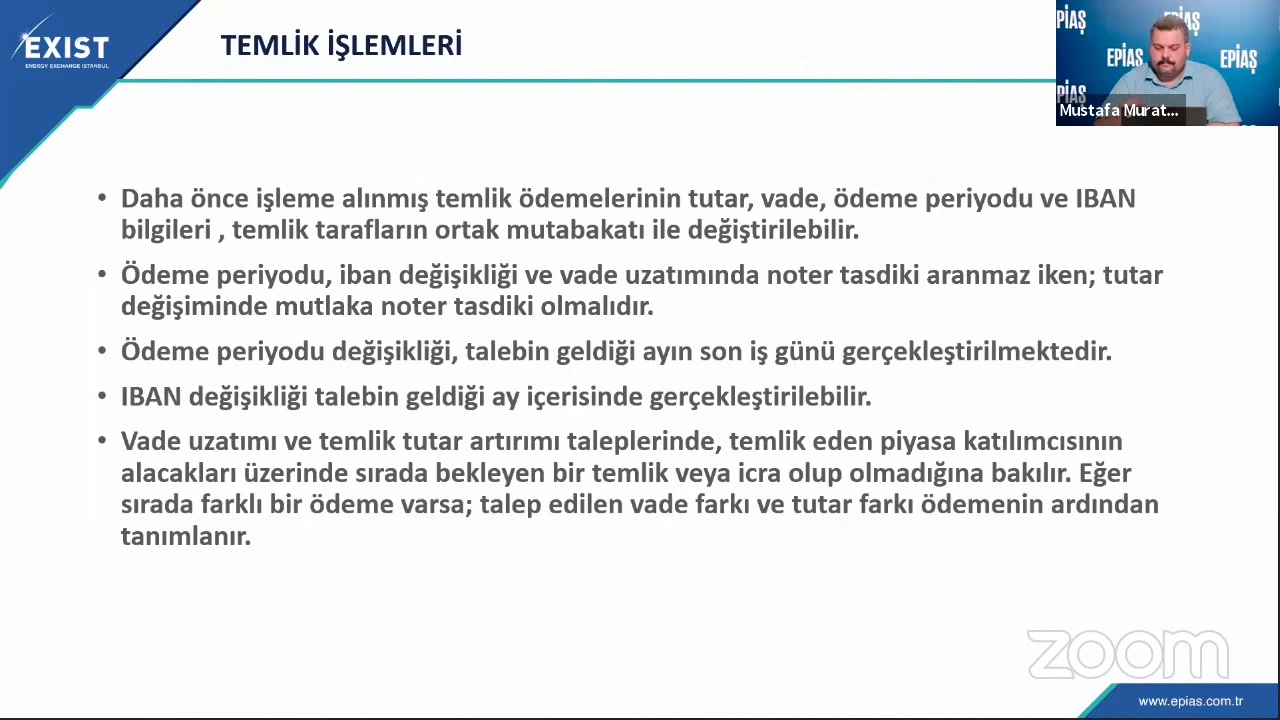 EXIST
ENERGY EXCHANGE ISTANBUL
TEMLİK İŞLEMLERİ
EPİAŞ
EPİAŞ
EPİAŞ
EPİAŞ
EPİAŞ
Mustafa Murat...
• Daha önce işleme alınmış temlik ödemelerinin tutar, vade, ödeme periyodu ve IBAN
bilgileri , temlik tarafların ortak mutabakatı ile değiştirilebilir.
• Ödeme periyodu, iban değişikliği ve vade uzatımında noter tasdiki aranmaz iken; tutar
değişiminde mutlaka noter tasdiki olmalıdır.
• Ödeme periyodu değişikliği, talebin geldiği ayın son iş günü gerçekleştirilmektedir.
• IBAN değişikliği talebin geldiği ay içerisinde gerçekleştirilebilir.
• Vade uzatımı ve temlik tutar artırımı taleplerinde, temlik eden piyasa katılımcısının
alacakları üzerinde sırada bekleyen bir temlik veya icra olup olmadığına bakılır. Eğer
sırada farklı bir ödeme varsa; talep edilen vade farkı ve tutar farkı ödemenin ardından
tanımlanır.
zoom
www.epias.com.tr